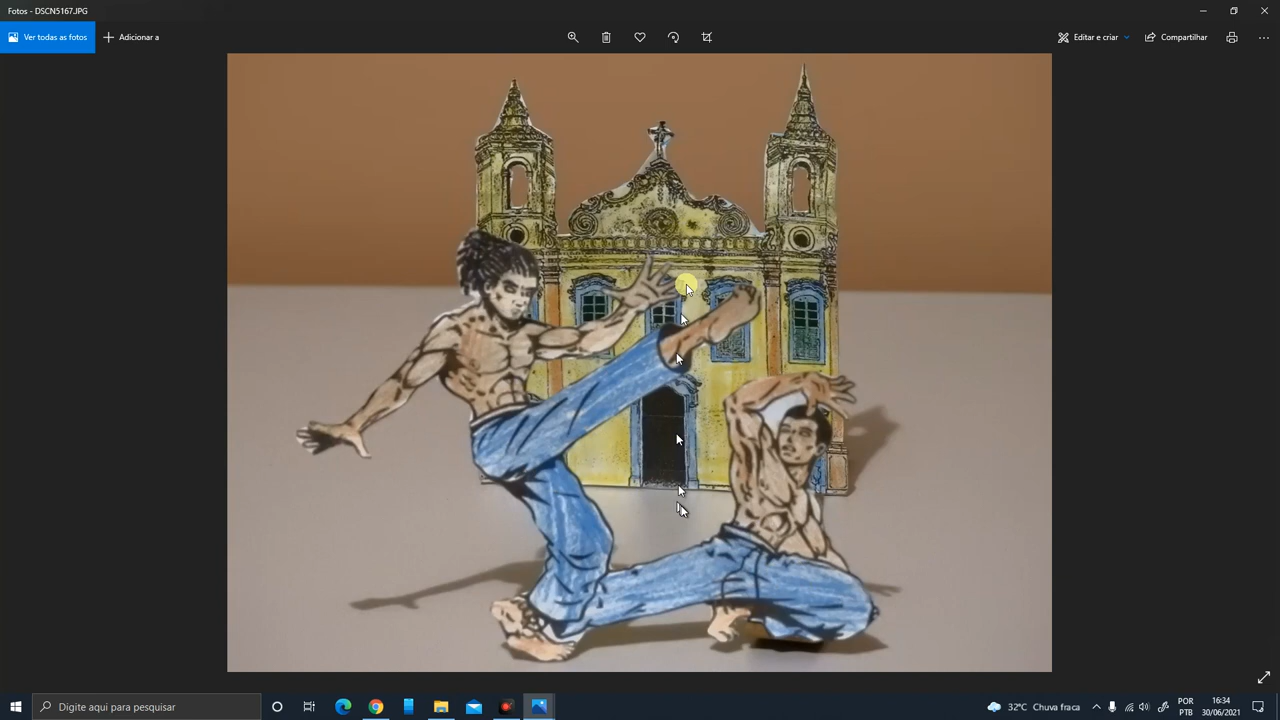 Fotos - DSCN5167.JPG
Ver todas as fotos
Adicionar a
Editar e criar
Compartilhar
Digite aqui para pesquisar
32°C Chuva fraca
POR
PTB
16:34
30/06/2021